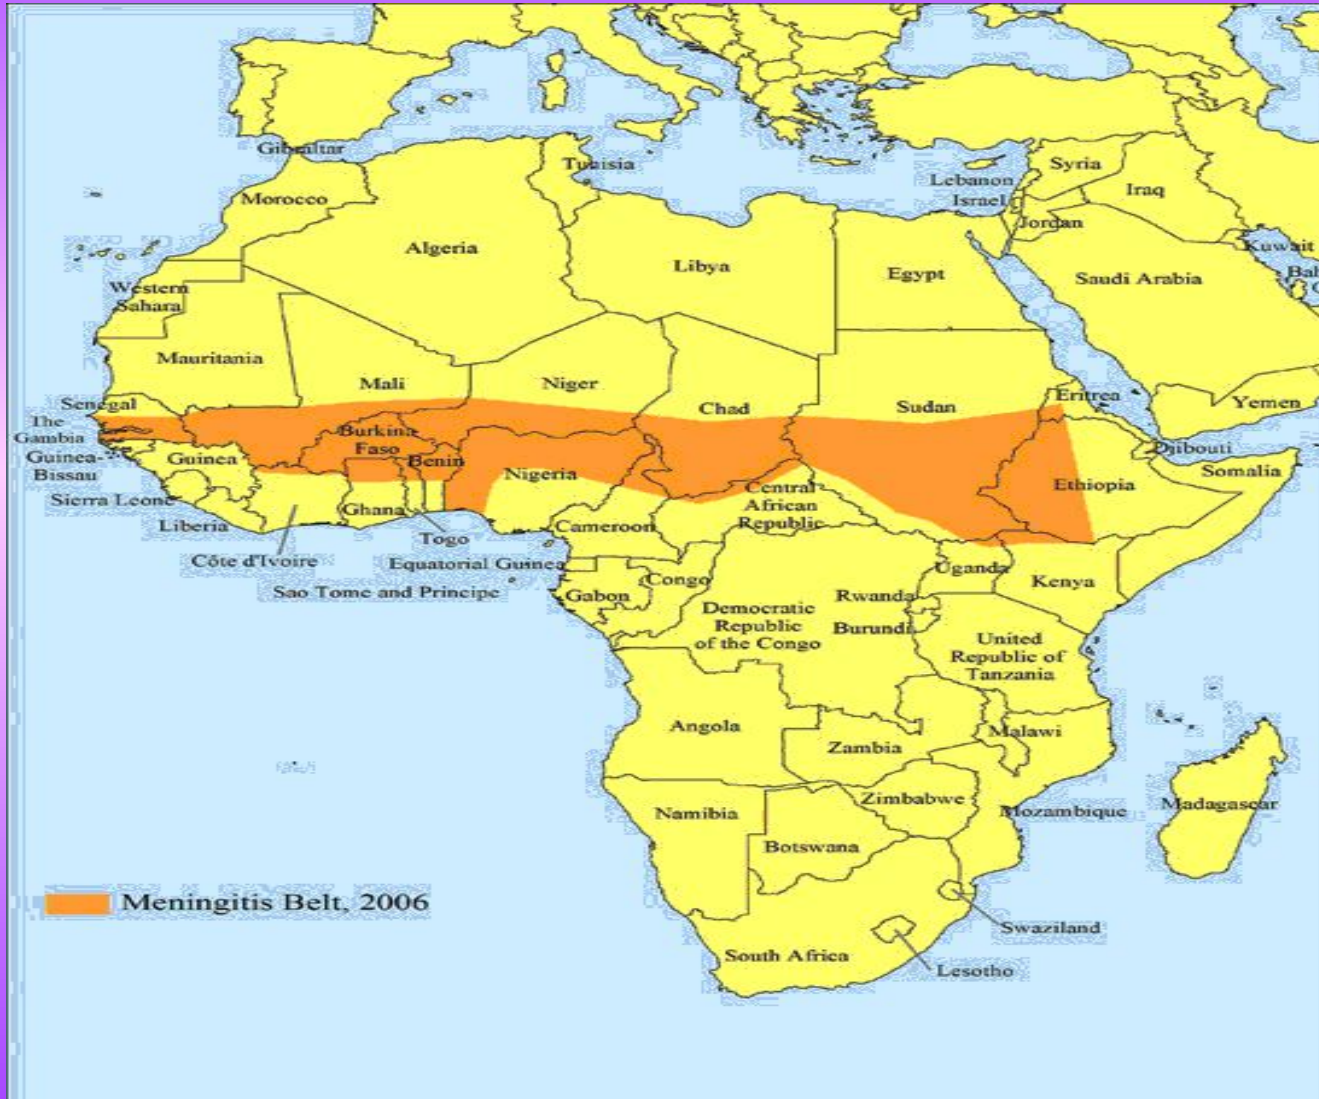 Gibraltar
Tunisia
Syria
Lebanon
Iraq
Israel
Morocco
Jordan
Kuwait
Algeria
Libya
Egypt
Saudi Arabia
Western
Sahara
Mauritania
Mali
Niger
Chad
Sudan
Eritrea
Yemen
Senegal
The
Gambia
Guinea-
Bissau
Guinea
Burkina
Faso
Benin
Nigeria
Djibouti
Somalia
Ethiopia
Central
African
Republic
Sierra Leone
Liberia
Ghana
Togo
Cameroon
Côte d'Ivoire
Equatorial Guinea
Sao Tome and Principe
Gabon
Congo
Uganda
Kenya
Rwanda
Burundi
Democratic
Republic
of the Congo
United
Republic of
Tanzania
Angola
Zambia
Malawi
Namibia
Zimbabwe
Mozambique
Madagascar
Botswana
Meningitis Belt, 2006
Swaziland
South Africa
Lesotho